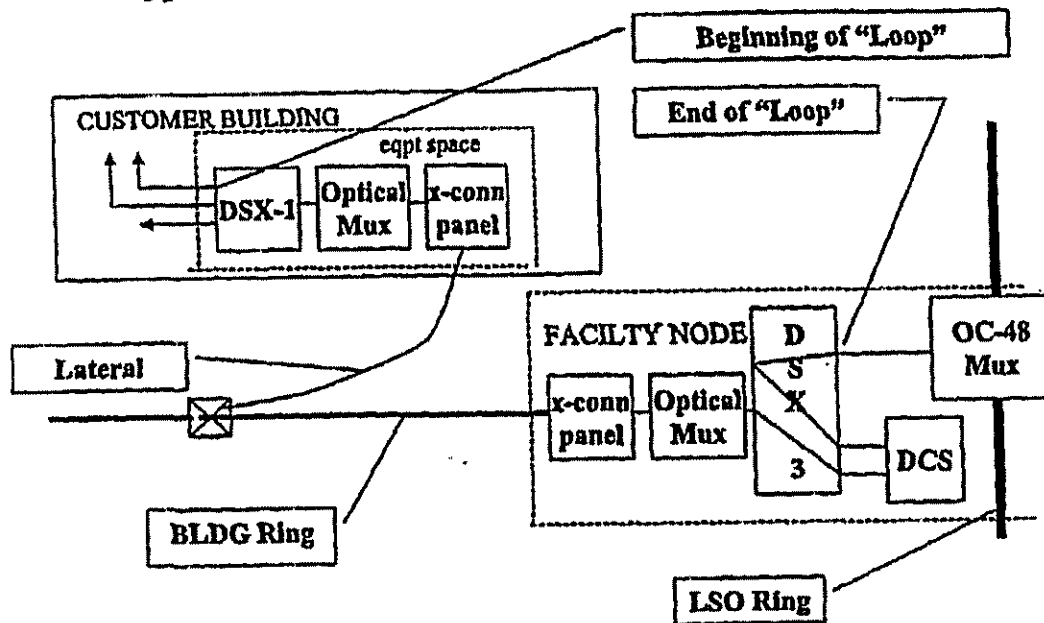 Beginning of "Loop"
End of "Loop"
CUSTOMER BUILDING
eqpt space
DSX-1
Optical
Mux
x-conn
panel
Lateral
FACILTY NODE
x-conn
panel
Optical
Mux
D
S
X
3
DCS
OC-48
Mux
BLDG Ring
LSO Ring